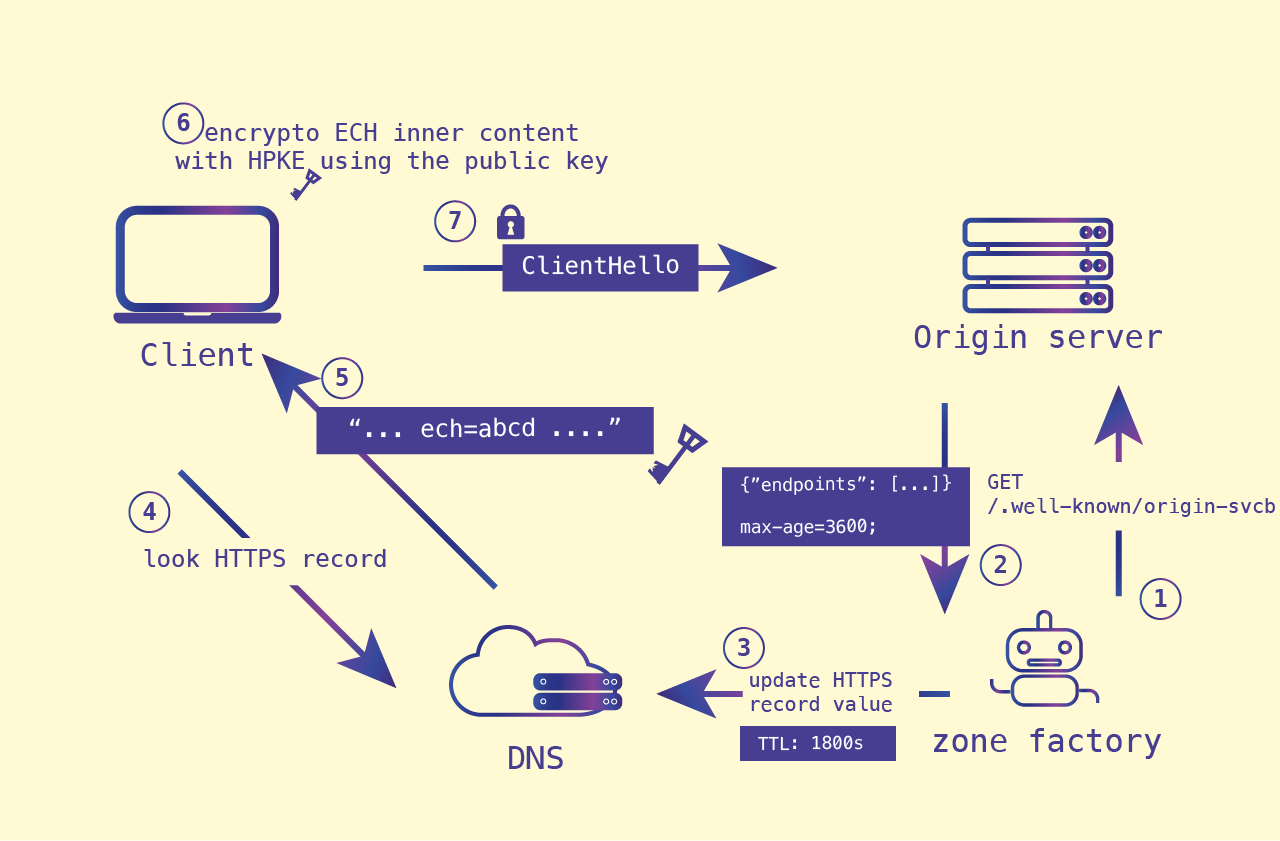 6
encrypto ECH inner content
with HPKE using the public key
7
ClientHello
Client
Origin server
5
“... ech=abcd ....”
4
look HTTPS record
{”endpoints”: [...]}
max-age=3600;
GET
/.well-known/origin-svcb
2
1
3
update HTTPS
record value
TTL: 1800s
DNS
zone factory